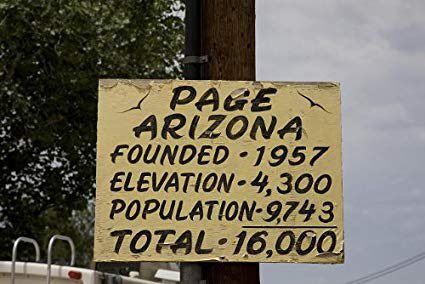 PAGE
ARIZONA
FOUNDED - 1957
ELEVATION - 4,300
POPULATION - 9,743
TOTAL - 16,000